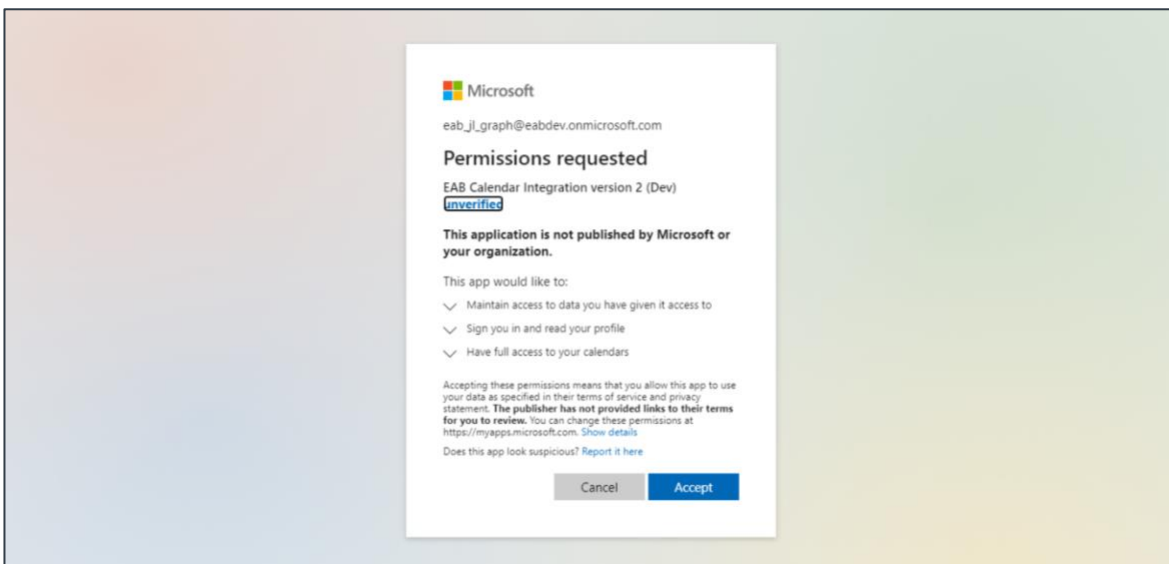 Microsoft
eab_jl_graph@eabdev.onmicrosoft.com
Permissions requested
EAB Calendar Integration version 2 (Dev)
unverified
This application is not published by Microsoft or
your organization.
This app would like to:
Maintain access to data you have given it access to
Sign you in and read your profile
Have full access to your calendars
Accepting these permissions means that you allow this app to use
your data as specified in their terms of service and privacy
statement. The publisher has not provided links to their terms
for you to review. You can change these permissions at
https://myapps.microsoft.com. Show details
Does this app look suspicious? Report it here
Cancel Accept